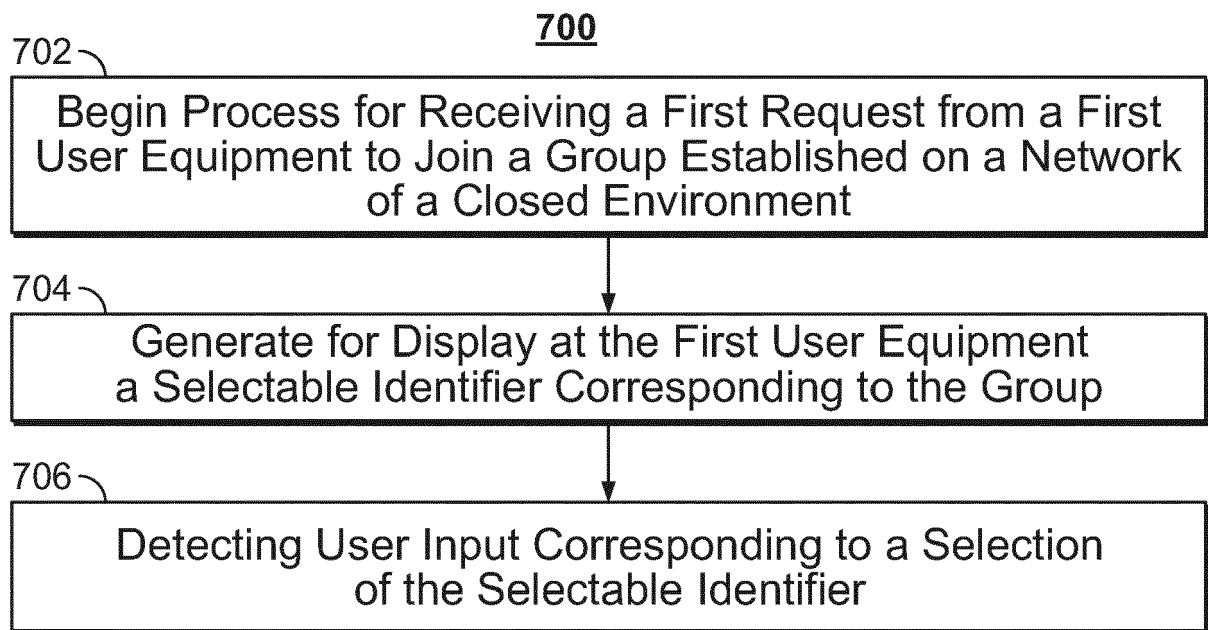 700
702
Begin Process for Receiving a First Request from a First
User Equipment to Join a Group Established on a Network
of a Closed Environment
704
Generate for Display at the First User Equipment
a Selectable Identifier Corresponding to the Group
706
Detecting User Input Corresponding to a Selection
of the Selectable Identifier